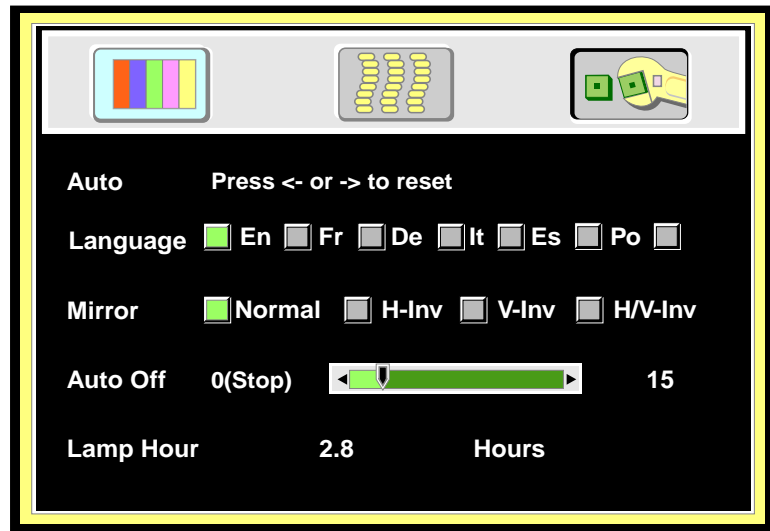 Auto Press <- or -> to reset
Language En Fr De It Es Po
Mirror Normal H-Inv V-Inv H/V-Inv
Auto Off 0(Stop) 15
Lamp Hour 2.8 Hours